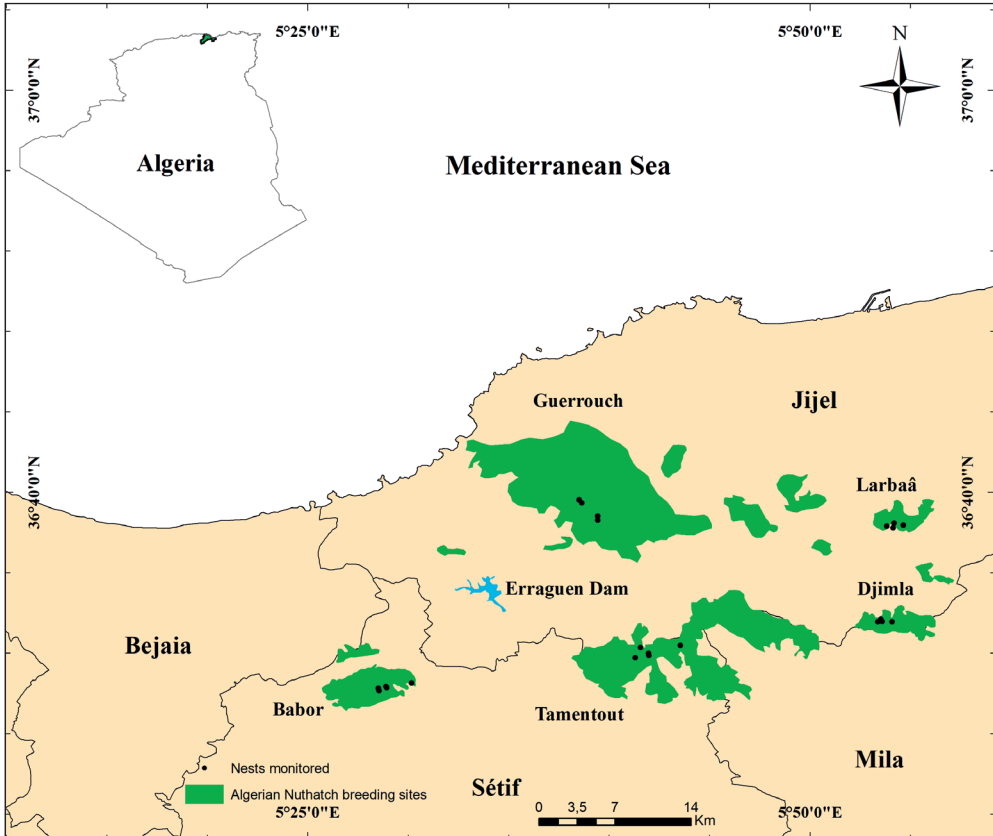 5°25'0"E
5°50'0"E
N
37°0'0"N
37°0'0"N
Algeria
Mediterranean Sea
Guerrouch
Jijel
36°40'0"N
36°40'0"N
Larbaâ
Erraguen Dam
Djimla
Bejaia
Babor
Tamentout
Mila
Nests monitored
Sétif
Algerian Nuthatch breeding sites
0 3,5 7 14
Km
5°25'0"E
5°50'0"E